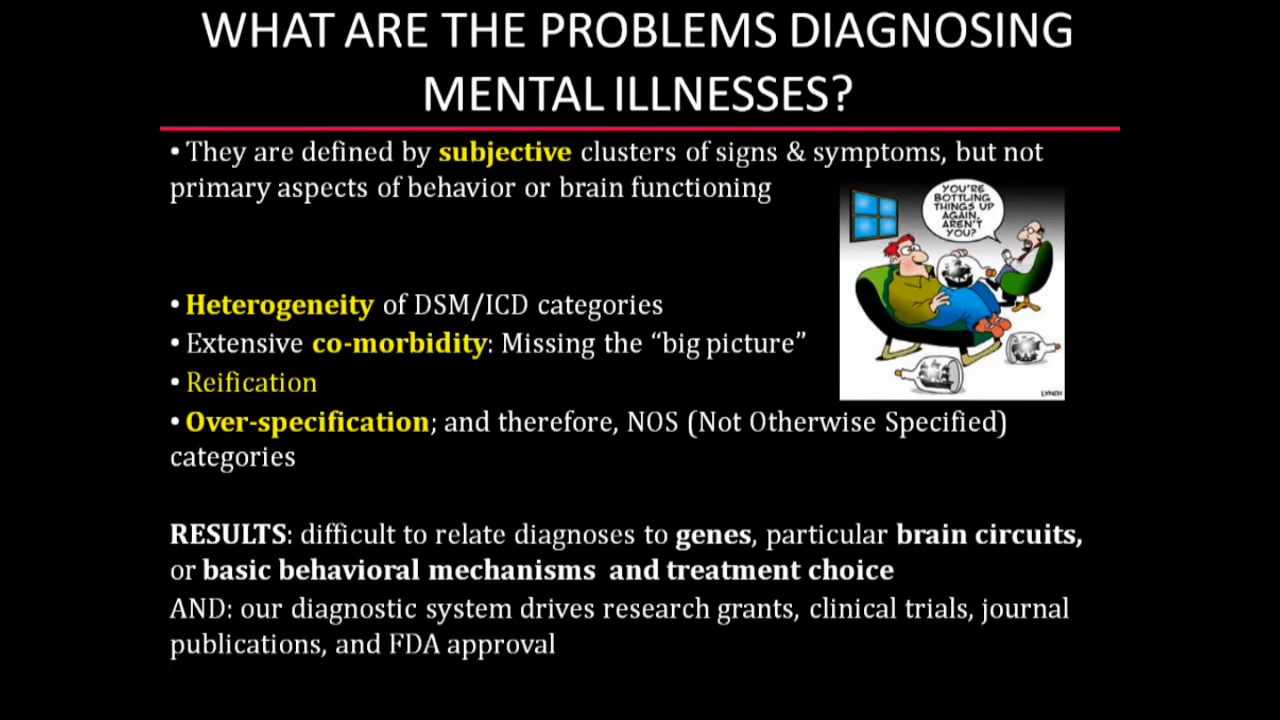 WHAT ARE THE PROBLEMS DIAGNOSING
MENTAL ILLNESSES?
• They are defined by subjective clusters of signs & symptoms, but not
primary aspects of behavior or brain functioning
YOU'RE
BOTTLING
THINGS UP
AGAIN,
AREN'T
YOU?
• Heterogeneity of DSM/ICD categories
• Extensive co-morbidity: Missing the “big picture”
• Reification
LYNCH
• Over-specification; and therefore, NOS (Not Otherwise Specified)
categories
RESULTS: difficult to relate diagnoses to genes, particular brain circuits,
or basic behavioral mechanisms and treatment choice
AND: our diagnostic system drives research grants, clinical trials, journal
publications, and FDA approval